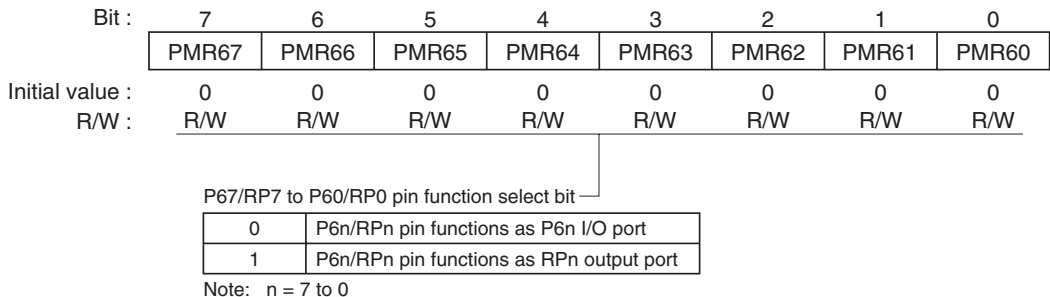 Bit : 7 6 5 4 3 2 1 0
PMR67 PMR66 PMR65 PMR64 PMR63 PMR62 PMR61 PMR60
Initial value : 0 0 0 0 0 0 0 0
R/W : R/W R/W R/W R/W R/W R/W R/W R/W
P67/RP7 to P60/RP0 pin function select bit
0 P6n/RPn pin functions as P6n I/O port
1 P6n/RPn pin functions as RPn output port
Note: n = 7 to 0